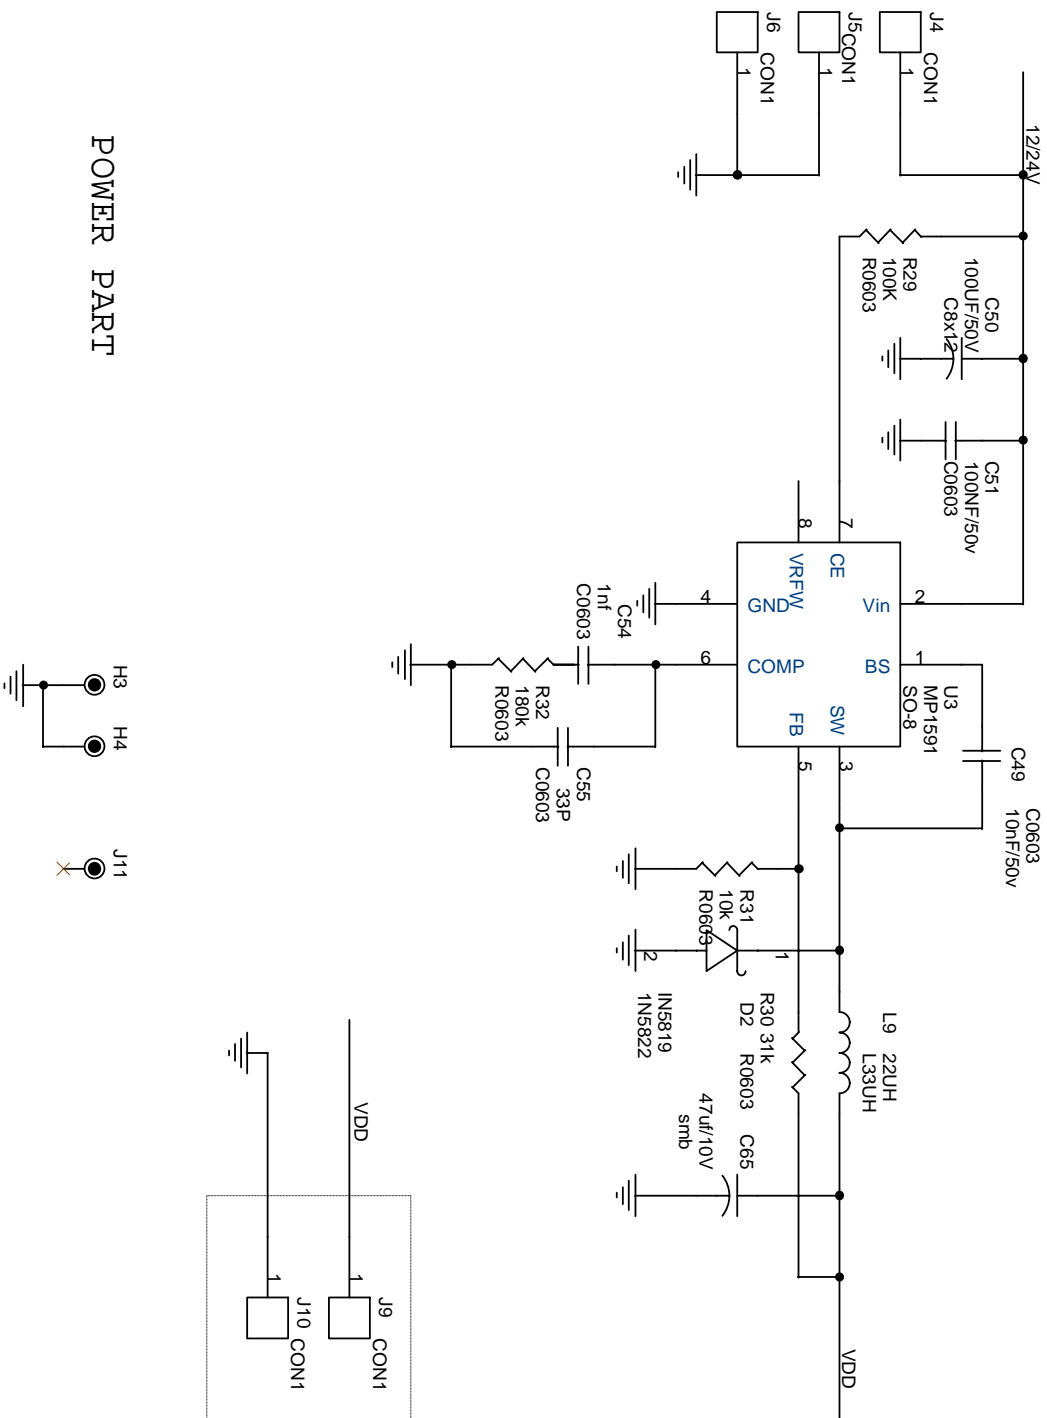 12/24V
J4
CON1
1
J5
CON1
1
J6
CON1
1
R29
100K
R0603
C50
100UF/50V
C8x12
C51
100NF/50v
C0603
7
8
2
1
4
6
3
5
CE
VRFW
Vin
GND
BS
COMP
SW
FB
U3
MP1591
SO-8
C49
C0603
10nF/50v
C54
1nf
C0603
R32
180k
R0603
C55
33P
C0603
R31
10k
R0603
1
2
IN5819
1N5822
R30 31k
D2 R0603
L9 22UH
L33UH
C65
47uf/10V
smb
VDD
POWER PART
H3
H4
J11
VDD
1
J9
CON1
1
J10
CON1